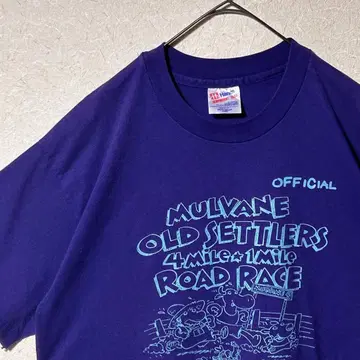 OFFICIAL
MULVANE
OLD SETTLERS
4 MILE ★ 1 MILE
ROAD RACE